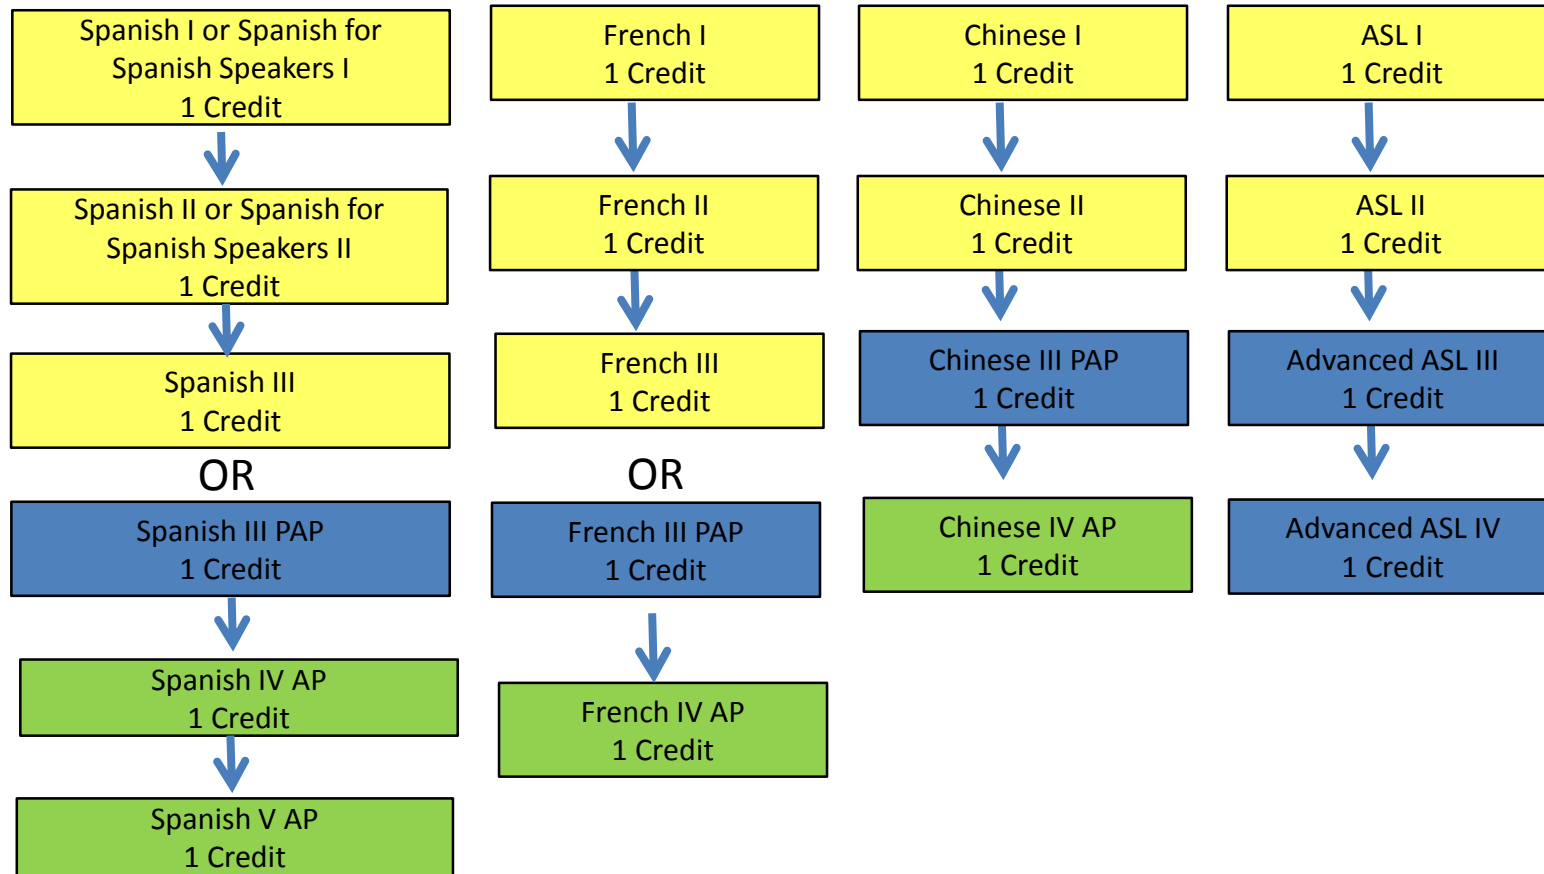 Spanish I or Spanish for
Spanish Speakers I
1 Credit
Spanish II or Spanish for
Spanish Speakers II
1 Credit
Spanish III
1 Credit
OR
Spanish III PAP
1 Credit
Spanish IV AP
1 Credit
Spanish V AP
1 Credit
French I
1 Credit
French II
1 Credit
French III
1 Credit
OR
French III PAP
1 Credit
French IV AP
1 Credit
Chinese I
1 Credit
Chinese II
1 Credit
Chinese III PAP
1 Credit
Chinese IV AP
1 Credit
ASL I
1 Credit
ASL II
1 Credit
Advanced ASL III
1 Credit
Advanced ASL IV
1 Credit